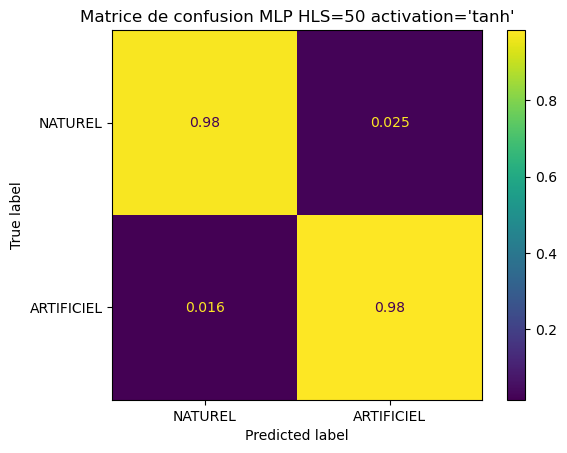 Matrice de confusion MLP HLS=50 activation='tanh'
NATUREL
0.98
0.025
ARTIFICIEL
0.016
0.98
NATUREL
ARTIFICIEL
True label
Predicted label
0.8
0.6
0.4
0.2